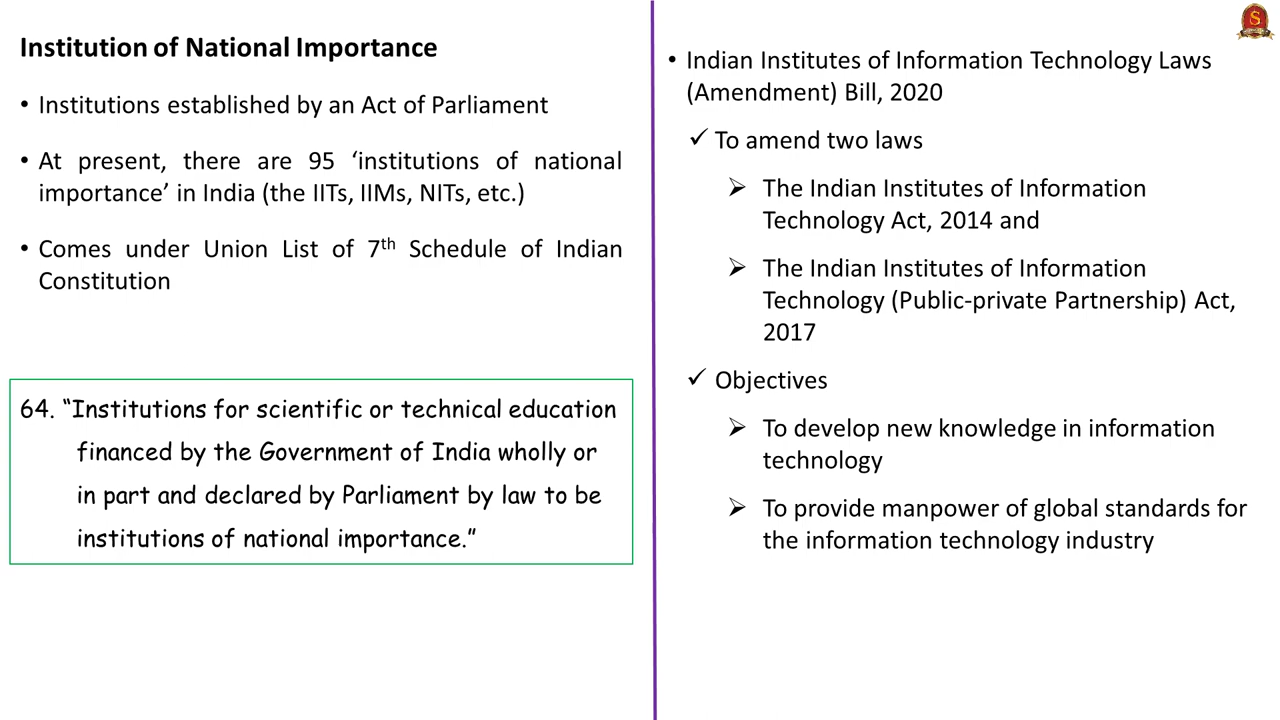 Institution of National Importance
• Institutions established by an Act of Parliament
• At present, there are 95 ‘institutions of national
importance’ in India (the IITs, IIMs, NITs, etc.)
• Comes under Union List of 7th Schedule of Indian
Constitution
64. “Institutions for scientific or technical education
financed by the Government of India wholly or
in part and declared by Parliament by law to be
institutions of national importance.”
• Indian Institutes of Information Technology Laws
(Amendment) Bill, 2020
✓ To amend two laws
➢ The Indian Institutes of Information
Technology Act, 2014 and
➢ The Indian Institutes of Information
Technology (Public-private Partnership) Act,
2017
✓ Objectives
➢ To develop new knowledge in information
technology
➢ To provide manpower of global standards for
the information technology industry
S